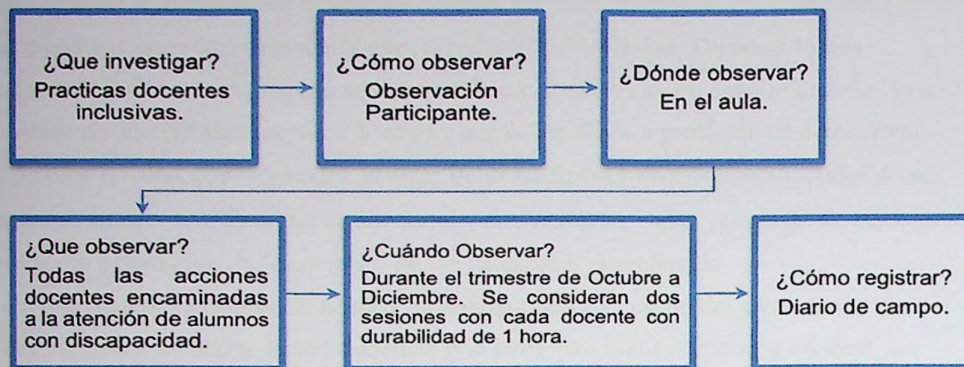 ¿Que investigar?
Practicas docentes
inclusivas.
¿Cómo observar?
Observación
Participante.
¿Dónde observar?
En el aula.
¿Que observar?
Todas las acciones
docentes encaminadas
a la atención de alumnos
con discapacidad.
¿Cuándo Observar?
Durante el trimestre de Octubre a
Diciembre. Se consideran dos
sesiones con cada docente con
durabilidad de 1 hora.
¿Cómo registrar?
Diario de campo.